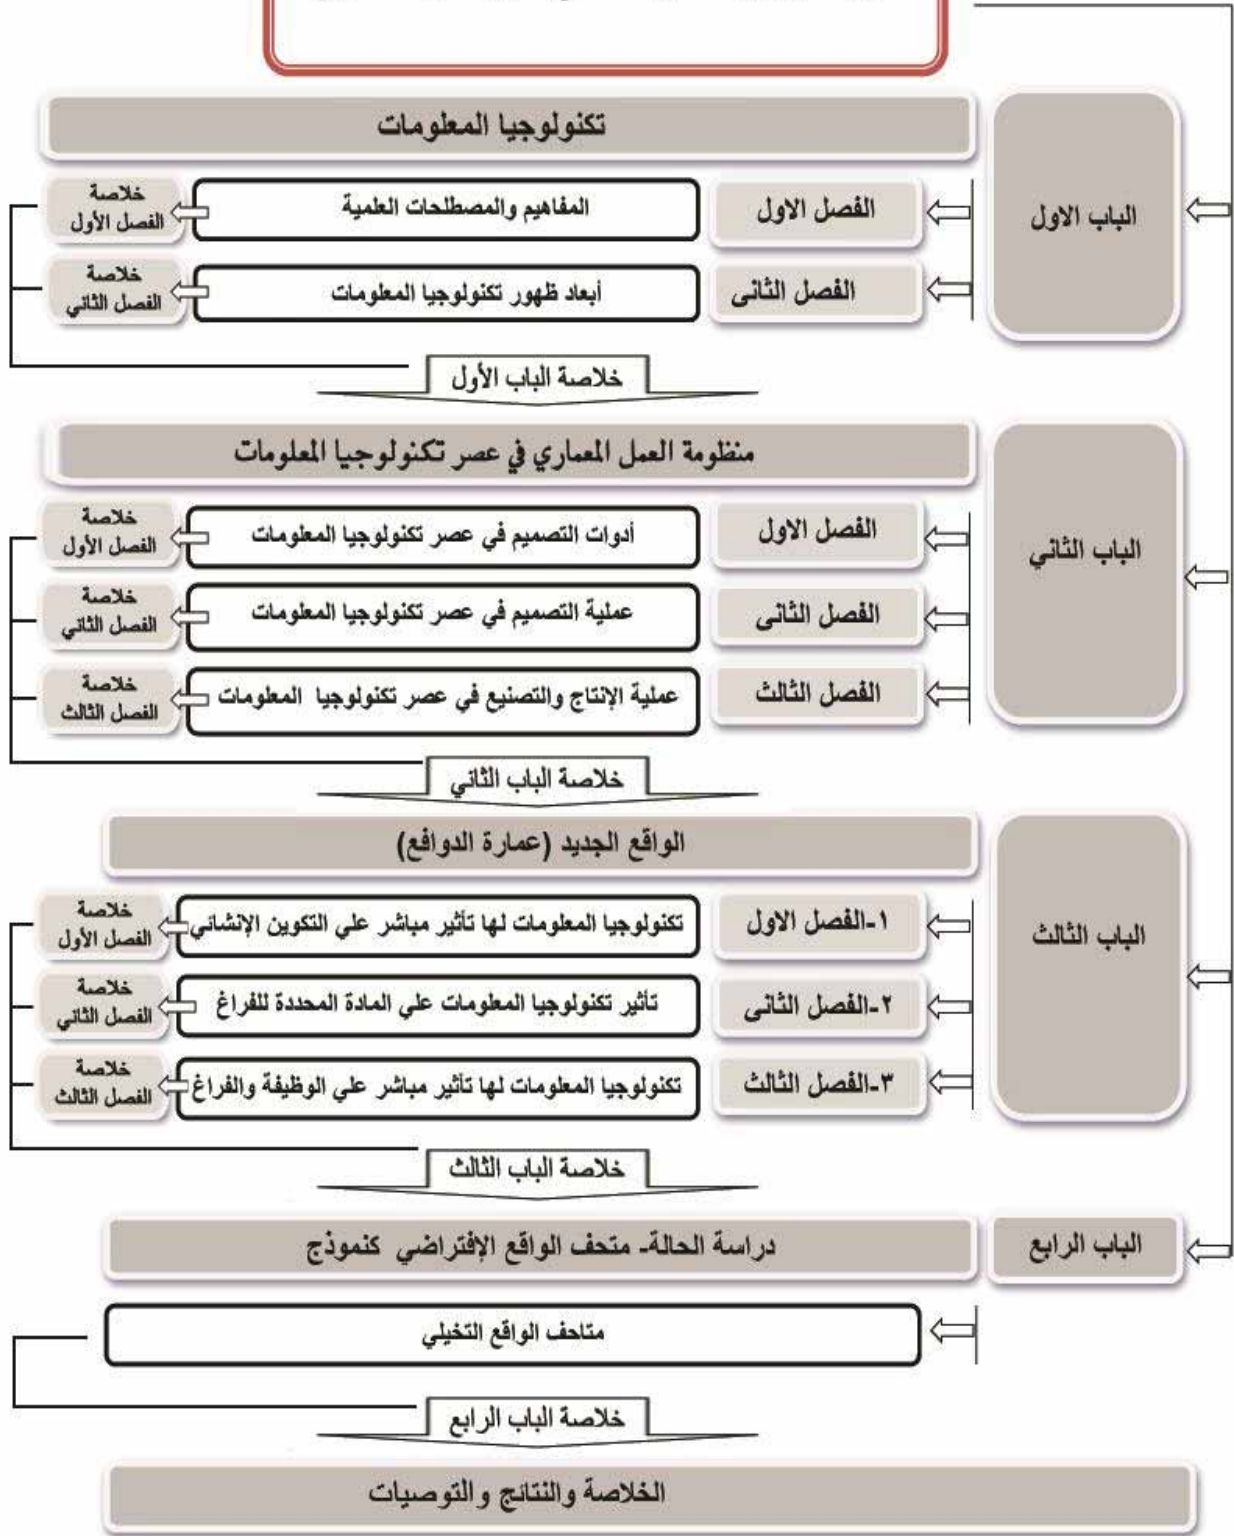 تكنولوجيا المعلومات
الباب الاول
الفصل الاول
المفاهيم والمصطلحات العلمية
خلاصة
الفصل الأول
الفصل الثانى
أبعاد ظهور تكنولوجيا المعلومات
خلاصة
الفصل الثاني
خلاصة الباب الأول
منظومة العمل المعماري في عصر تكنولوجيا المعلومات
الباب الثاني
الفصل الاول
أدوات التصميم في عصر تكنولوجيا المعلومات
خلاصة
الفصل الأول
الفصل الثانى
عملية التصميم في عصر تكنولوجيا المعلومات
خلاصة
الفصل الثاني
الفصل الثالث
عملية الإنتاج والتصنيع في عصر تكنولوجيا المعلومات
خلاصة
الفصل الثالث
خلاصة الباب الثاني
الواقع الجديد (عمارة الدوافع)
الباب الثالث
١-الفصل الاول
تكنولوجيا المعلومات لها تأثير مباشر علي التكوين الإنشائي
خلاصة
الفصل الأول
٢-الفصل الثانى
تأثير تكنولوجيا المعلومات علي المادة المحددة للفراغ
خلاصة
الفصل الثاني
٣-الفصل الثالث
تكنولوجيا المعلومات لها تأثير مباشر علي الوظيفة والفراغ
خلاصة
الفصل الثالث
خلاصة الباب الثالث
الباب الرابع
دراسة الحالة- متحف الواقع الإفتراضي كنموذج
متاحف الواقع التخيلي
خلاصة الباب الرابع
الخلاصة والنتائج والتوصيات